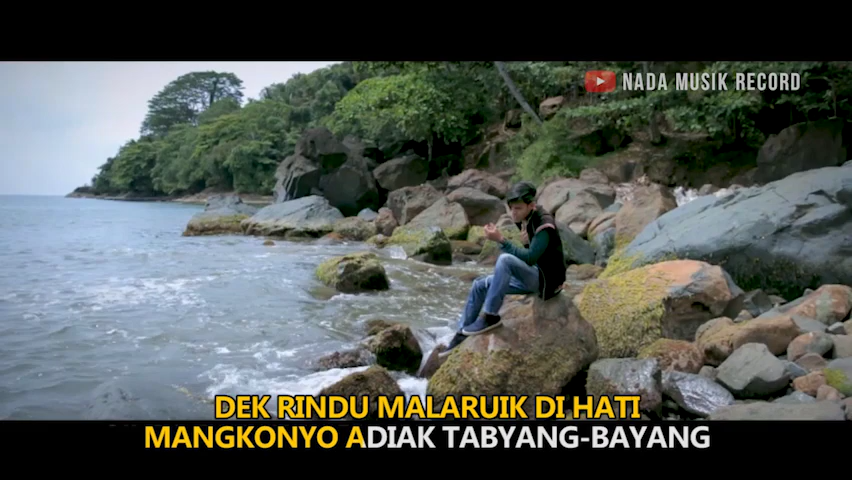 NADA MUSIK RECORD
DEK RINDU MALARUIK DI HATI
MANGKONYO ADIAK TABYANG-BAYANG